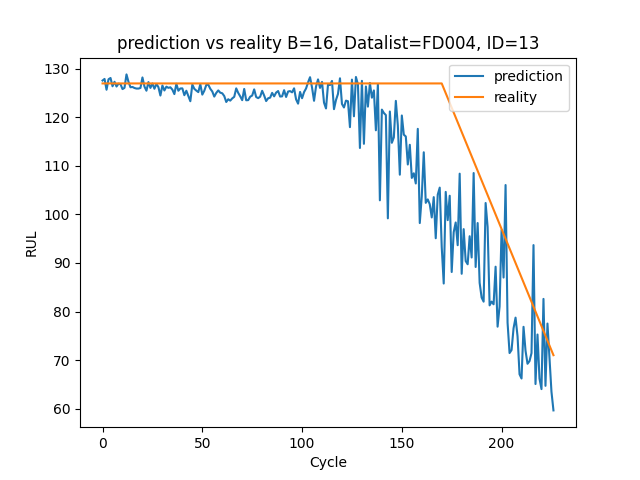 prediction vs reality B=16, Datalist=FD004, ID=13
prediction
reality
RUL
130
120
110
100
90
80
70
60
0 50 100 150 200
Cycle